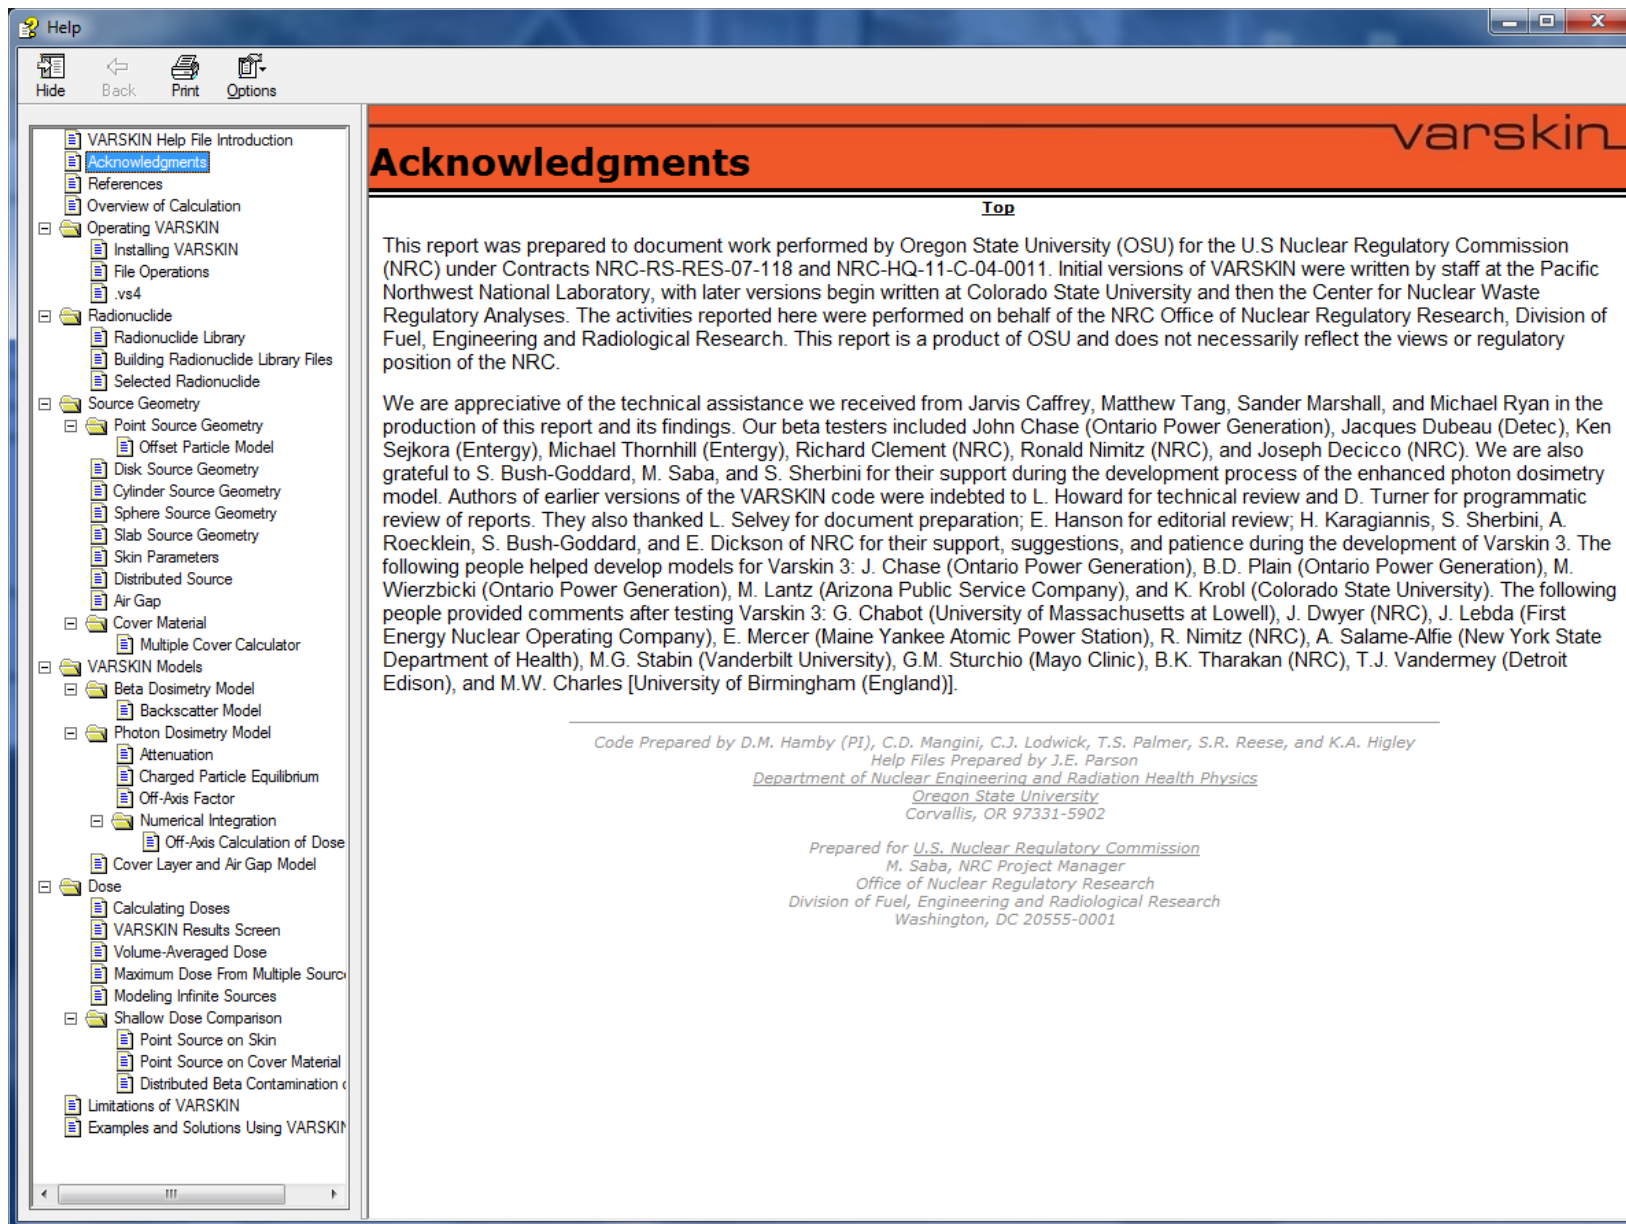 Help
Hide Back Print Options
VARSKIN Help File Introduction
Acknowledgments
References
Overview of Calculation
Operating VARSKIN
Installing VARSKIN
File Operations
.vs4
Radionuclide
Radionuclide Library
Building Radionuclide Library Files
Selected Radionuclide
Source Geometry
Point Source Geometry
Offset Particle Model
Disk Source Geometry
Cylinder Source Geometry
Sphere Source Geometry
Slab Source Geometry
Skin Parameters
Distributed Source
Air Gap
Cover Material
Multiple Cover Calculator
VARSKIN Models
Beta Dosimetry Model
Backscatter Model
Photon Dosimetry Model
Attenuation
Charged Particle Equilibrium
Off-Axis Factor
Numerical Integration
Off-Axis Calculation of Dose
Cover Layer and Air Gap Model
Dose
Calculating Doses
VARSKIN Results Screen
Volume-Averaged Dose
Maximum Dose From Multiple Sourc
Modeling Infinite Sources
Shallow Dose Comparison
Point Source on Skin
Point Source on Cover Material
Distributed Beta Contamination
Limitations of VARSKIN
Examples and Solutions Using VARSKIN
varskin
Acknowledgments
Top
This report was prepared to document work performed by Oregon State University (OSU) for the U.S Nuclear Regulatory Commission
(NRC) under Contracts NRC-RS-RES-07-118 and NRC-HQ-11-C-04-0011. Initial versions of VARSKIN were written by staff at the Pacific
Northwest National Laboratory, with later versions begin written at Colorado State University and then the Center for Nuclear Waste
Regulatory Analyses. The activities reported here were performed on behalf of the NRC Office of Nuclear Regulatory Research, Division of
Fuel, Engineering and Radiological Research. This report is a product of OSU and does not necessarily reflect the views or regulatory
position of the NRC.
We are appreciative of the technical assistance we received from Jarvis Caffrey, Matthew Tang, Sander Marshall, and Michael Ryan in the
production of this report and its findings. Our beta testers included John Chase (Ontario Power Generation), Jacques Dubeau (Detec), Ken
Sejkora (Entergy), Michael Thornhill (Entergy), Richard Clement (NRC), Ronald Nimitz (NRC), and Joseph Decicco (NRC). We are also
grateful to S. Bush-Goddard, M. Saba, and S. Sherbini for their support during the development process of the enhanced photon dosimetry
model. Authors of earlier versions of the VARSKIN code were indebted to L. Howard for technical review and D. Turner for programmatic
review of reports. They also thanked L. Selvey for document preparation; E. Hanson for editorial review; H. Karagiannis, S. Sherbini, A.
Roecklein, S. Bush-Goddard, and E. Dickson of NRC for their support, suggestions, and patience during the development of Varskin 3. The
following people helped develop models for Varskin 3: J. Chase (Ontario Power Generation), B.D. Plain (Ontario Power Generation), M.
Wierzbicki (Ontario Power Generation), M. Lantz (Arizona Public Service Company), and K. Krobl (Colorado State University). The following
people provided comments after testing Varskin 3: G. Chabot (University of Massachusetts at Lowell), J. Dwyer (NRC), J. Lebda (First
Energy Nuclear Operating Company), E. Mercer (Maine Yankee Atomic Power Station), R. Nimitz (NRC), A. Salame-Alfie (New York State
Department of Health), M.G. Stabin (Vanderbilt University), G.M. Sturchio (Mayo Clinic), B.K. Tharakan (NRC), T.J. Vandermey (Detroit
Edison), and M.W. Charles [University of Birmingham (England)].
Code Prepared by D.M. Hamby (PI), C.D. Mangini, C.J. Lodwick, T.S. Palmer, S.R. Reese, and K.A. Higley
Help Files Prepared by J.E. Parson
Department of Nuclear Engineering and Radiation Health Physics
Oregon State University
Corvallis, OR 97331-5902
Prepared for U.S. Nuclear Regulatory Commission
M. Saba, NRC Project Manager
Office of Nuclear Regulatory Research
Division of Fuel, Engineering and Radiological Research
Washington, DC 20555-0001